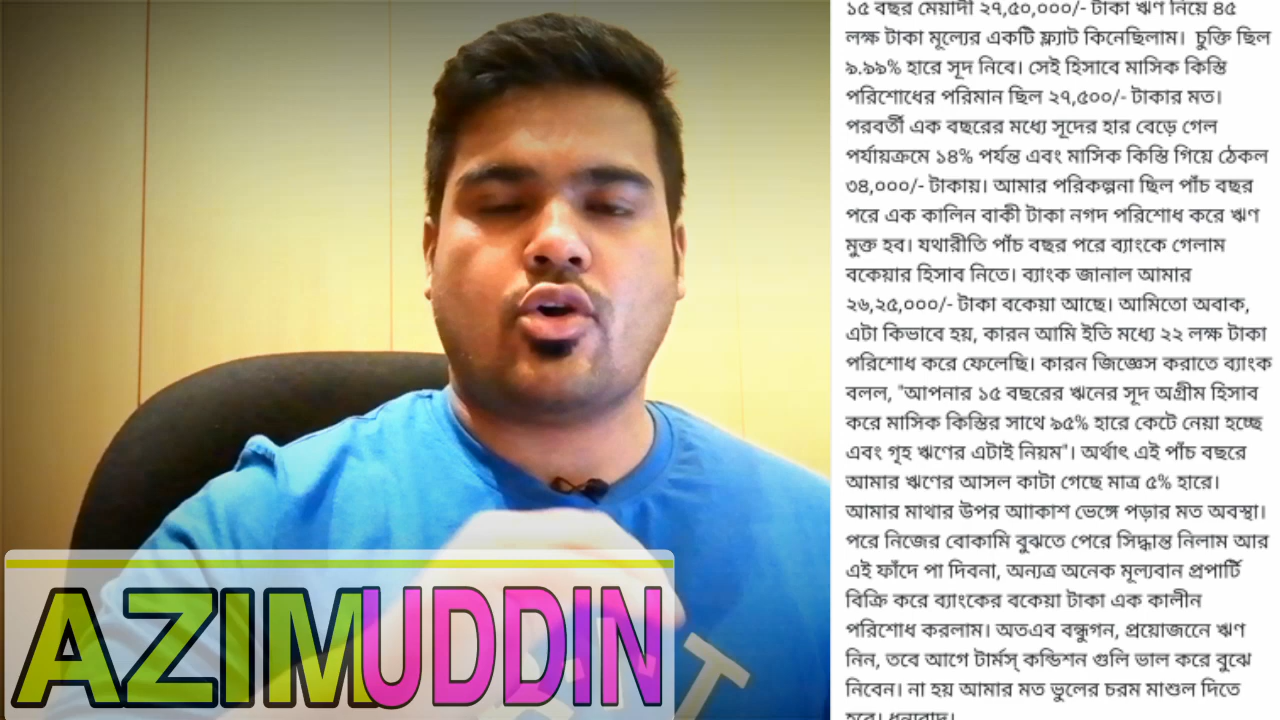 ১৫ বছর মেয়াদী ২৭,৫০,০০০/- টাকা ঋণ নিয়ে ৪৫
লক্ষ টাকা মূল্যের একটি ফ্ল্যাট কিনেছিলাম। চুক্তি ছিল
৯.৯৯% হারে সূদ নিবে। সেই হিসাবে মাসিক কিস্তি
পরিশোধের পরিমান ছিল ২৭,৫০০/- টাকার মত।
পরবর্তী এক বছরের মধ্যে সূদের হার বেড়ে গেল
পর্যায়ক্রমে ১৪% পর্যন্ত এবং মাসিক কিস্তি গিয়ে ঠেকল
৩৪,০০০/- টাকায়। আমার পরিকল্পনা ছিল পাঁচ বছর
পরে এক কালিন বাকী টাকা নগদ পরিশোধ করে ঋণ
মুক্ত হব। যথারীতি পাঁচ বছর পরে ব্যাংকে গেলাম
বকেয়ার হিসাব নিতে। ব্যাংক জানাল আমার
২৬,২৫,০০০/- টাকা বকেয়া আছে। আমিতো অবাক,
এটা কিভাবে হয়, কারন আমি ইতি মধ্যে ২২ লক্ষ টাকা
পরিশোধ করে ফেলেছি। কারন জিজ্ঞেস করাতে ব্যাংক
বলল, "আপনার ১৫ বছরের ঋনের সূদ অগ্রীম হিসাব
করে মাসিক কিস্তির সাথে ৯৫% হারে কেটে নেয়া হচ্ছে
এবং গৃহ ঋণের এটাই নিয়ম"। অর্থাৎ এই পাঁচ বছরে
আমার ঋণের আসল কাটা গেছে মাত্র ৫% হারে।
আমার মাথার উপর আাকাশ ভেঙ্গে পড়ার মত অবস্থা।
পরে নিজের বোকামি বুঝতে পেরে সিদ্ধান্ত নিলাম আর
এই ফাঁদে পা দিবনা, অন্যত্র অনেক মূল্যবান প্রপার্টি
বিক্রি করে ব্যাংকের বকেয়া টাকা এক কালীন
পরিশোধ করলাম। অতএব বন্ধুগন, প্রয়োজনেে ঋণ
নিন, তবে আগে টার্মস্ কন্ডিশন গুলি ভাল করে বুঝে
নিবেন। না হয় আমার মত ভুলের চরম মাশুল দিতে
হবে। ধন্যবাদ।
AZIMUDDIN